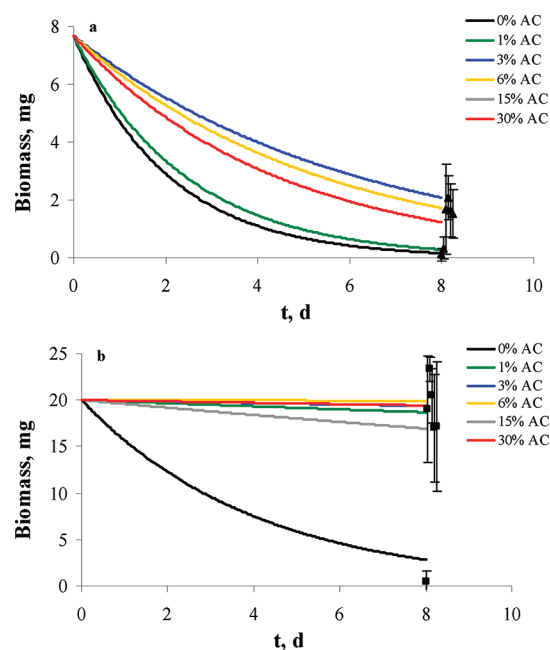 a
8
6
4
2
0
0 2 4 6 8 10
Biomass, mg
t, d
0% AC
1% AC
3% AC
6% AC
15% AC
30% AC
b
25
20
15
10
5
0
0 2 4 6 8 10
Biomass, mg
t, d
0% AC
1% AC
3% AC
6% AC
15% AC
30% AC